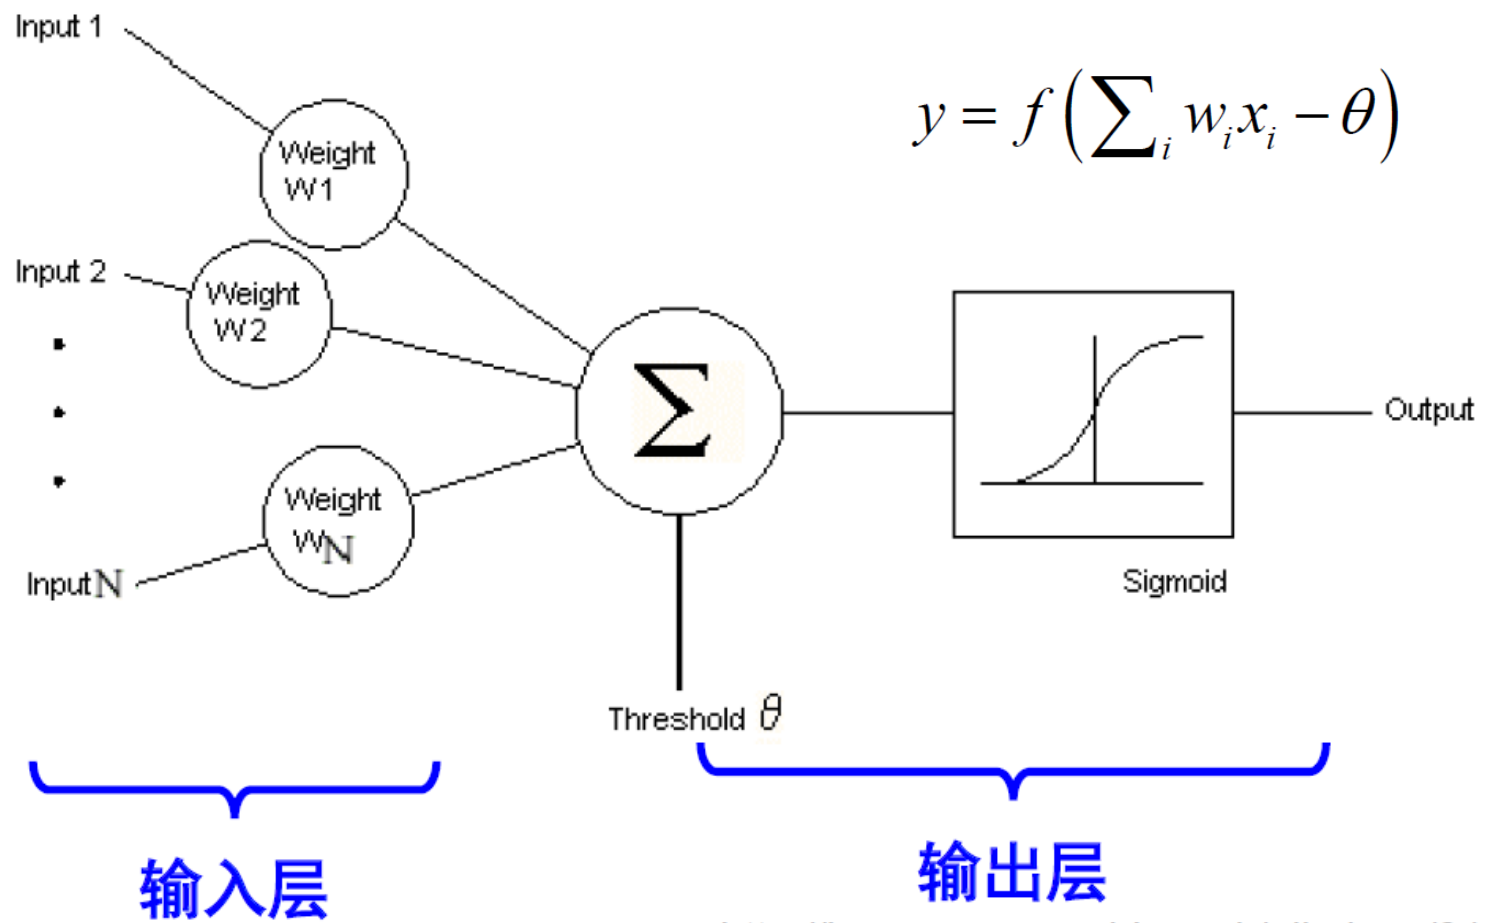 Input 1
y = f(∑ᵢ wᵢxᵢ − θ)
Weight
W1
Input 2
Weight
W2
∑
Output
Weight
WN
Input N
Sigmoid
Threshold θ
输入层
输出层